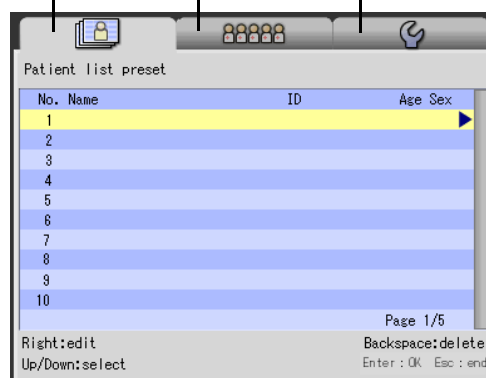 Patient list preset
No. Name ID Age Sex
1
2
3
4
5
6
7
8
9
10
Page 1/5
Right:edit Backspace:delete
Up/Down:select Enter:OK Esc:end